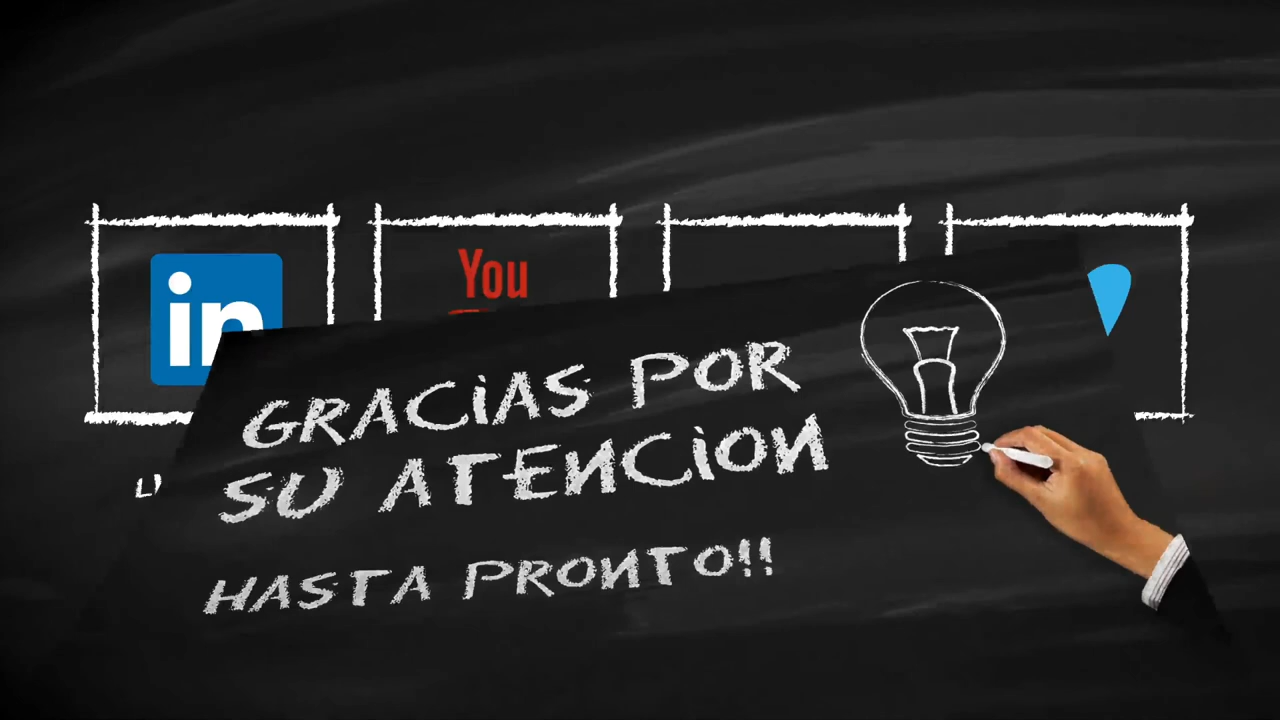 in
You
GRACIAS POR
SU ATENCION
HASTA PRONTO!!